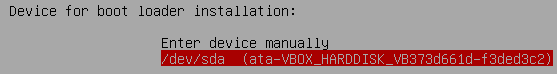 Device for boot loader installation:
Enter device manually
/dev/sda  (ata-VBOX_HARDDISK_VB373d661d-f3ded3c2)